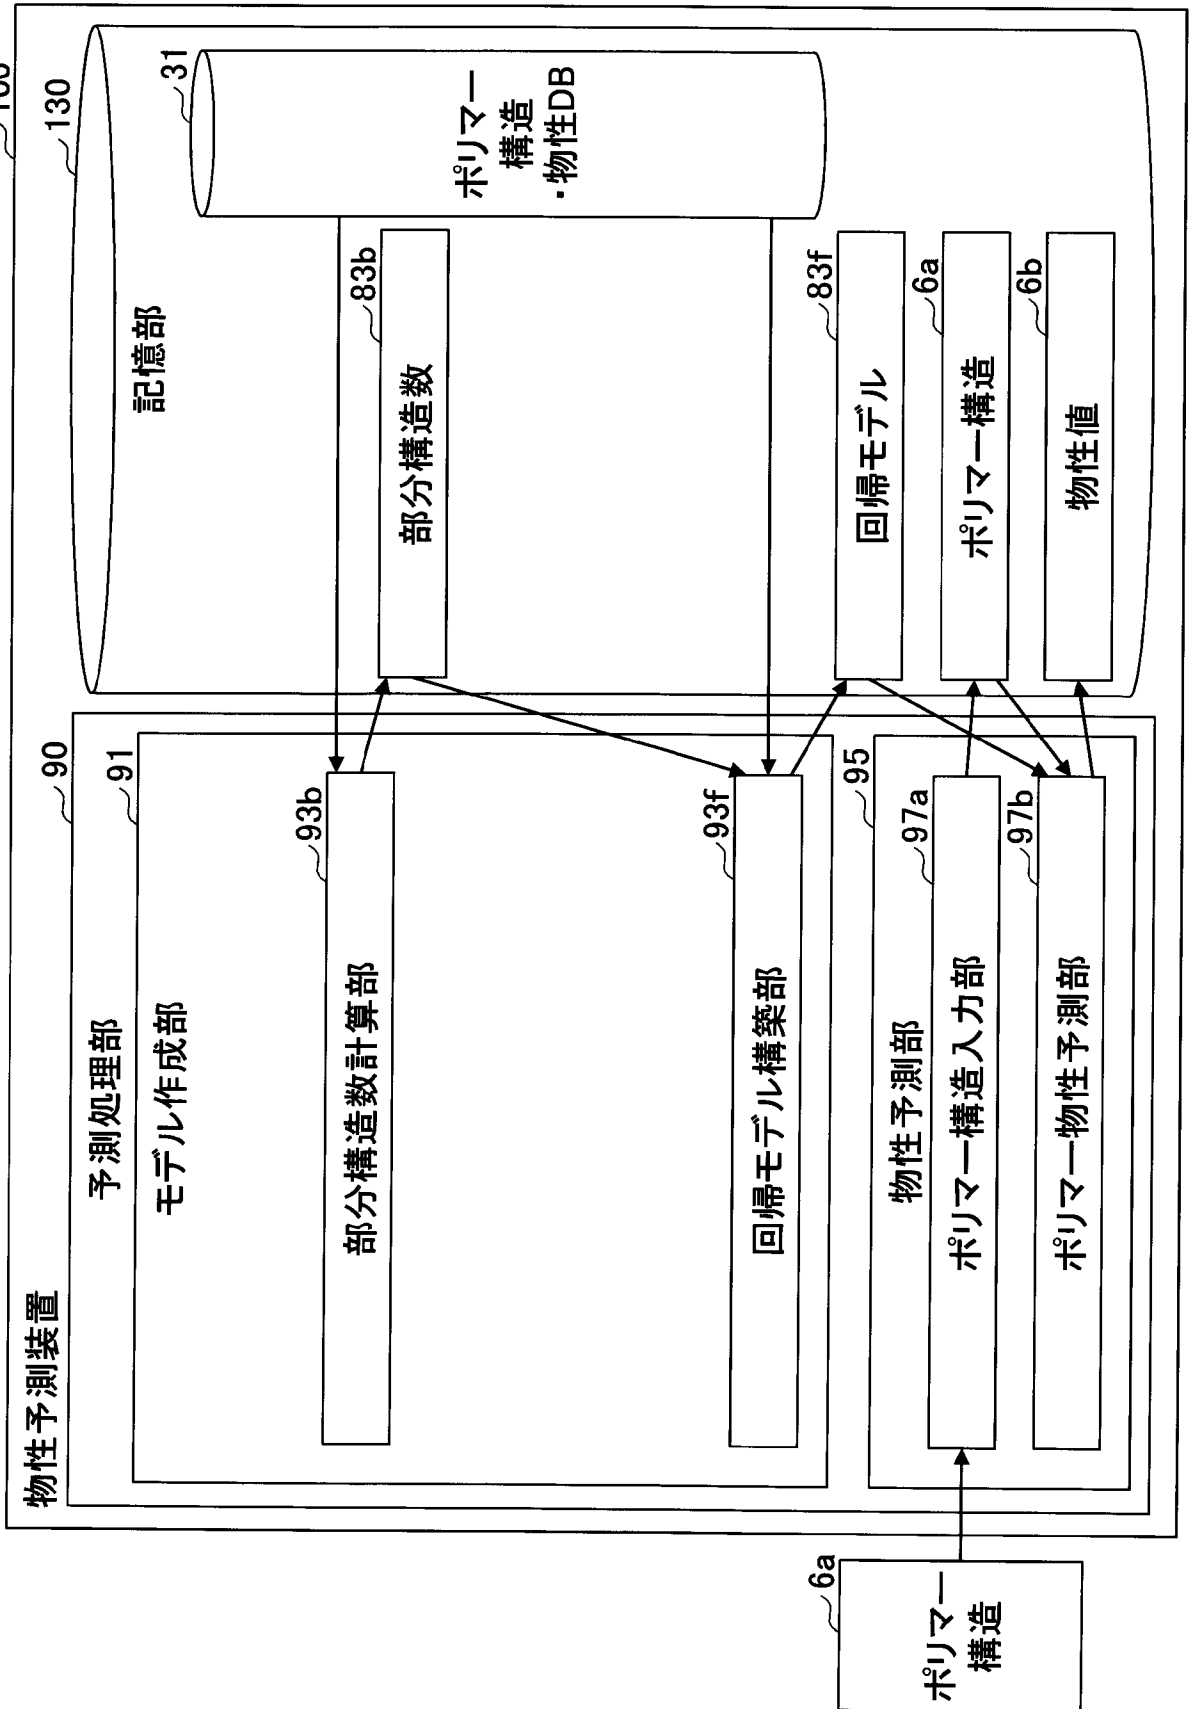 物性予測装置
予測処理部
90
モデル作成部
91
部分構造数計算部
93b
回帰モデル構築部
93f
物性予測部
95
ポリマー構造入力部
97a
ポリマー物性予測部
97b
記憶部
130
ポリマー
構造
・物性DB
31
部分構造数
83b
回帰モデル
83f
ポリマー構造
6a
物性値
6b
ポリマー
構造
6a